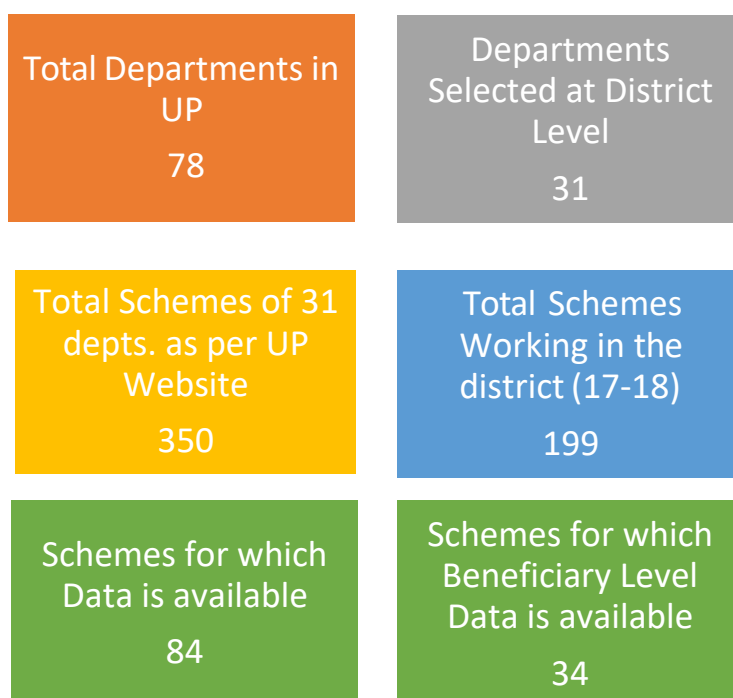 Total Departments in
UP
78
Departments
Selected at District
Level
31
Total Schemes of 31
depts. as per UP
Website
350
Total Schemes
Working in the
district (17-18)
199
Schemes for which
Data is available
84
Schemes for which
Beneficiary Level
Data is available
34